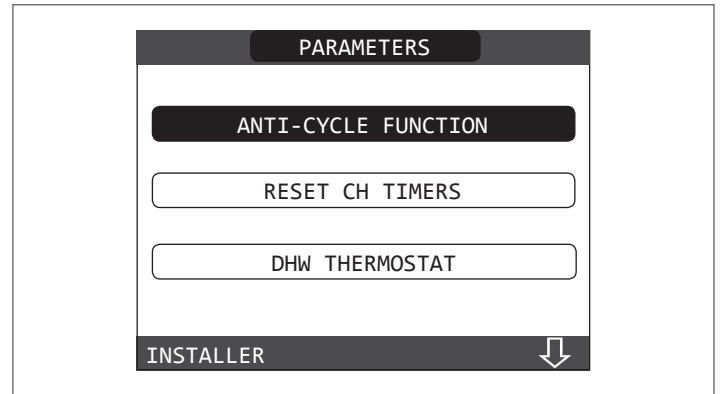 PARAMETERS
ANTI-CYCLE FUNCTION
RESET CH TIMERS
DHW THERMOSTAT
INSTALLER